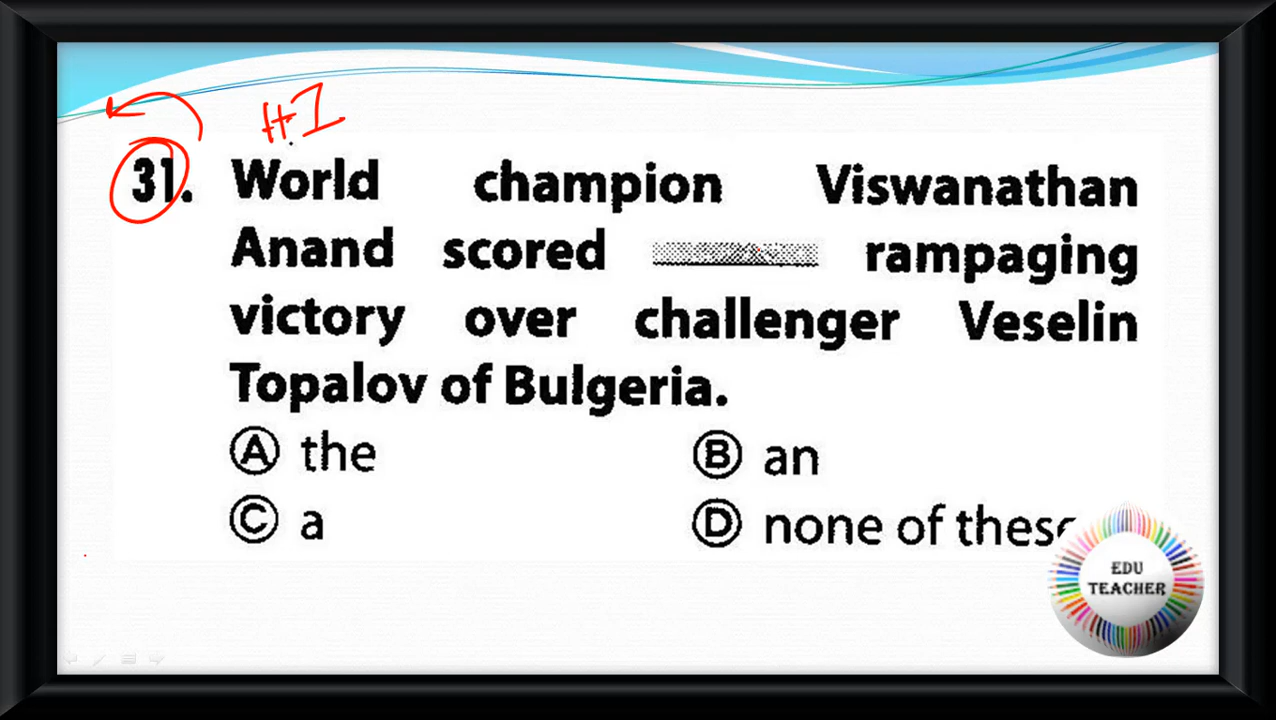 H.I
31. World champion Viswanathan
Anand scored rampaging
victory over challenger Veselin
Topalov of Bulgeria.
A the B an
C a D none of these
EDU
TEACHER